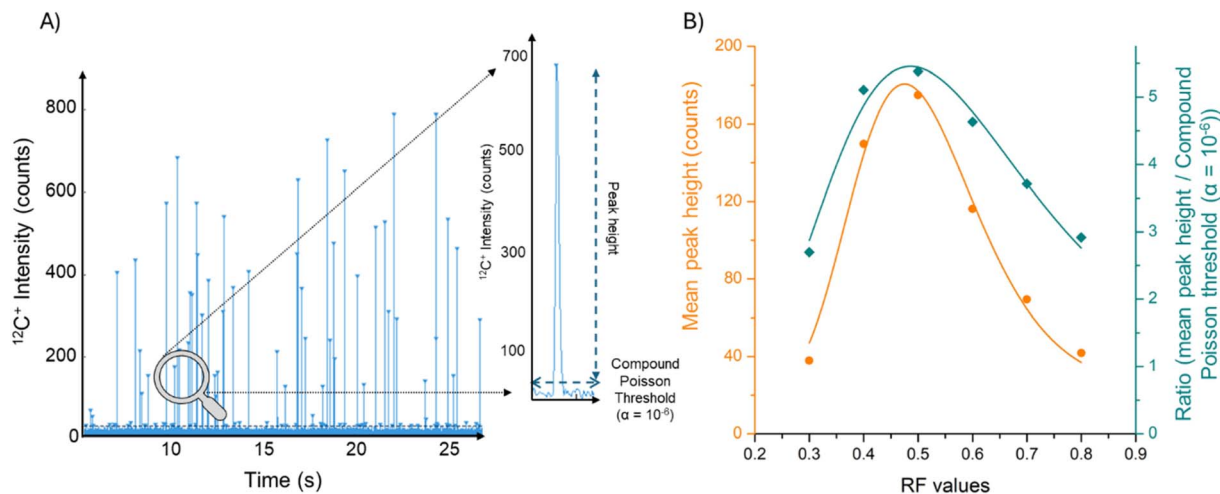 A)
800
600
400
200
0
¹²C⁺ Intensity (counts)
10
15
20
25
Time (s)
700
500
300
100
¹²C⁺ Intensity (counts)
Peak height
Compound
Poisson
Threshold
(α = 10⁻⁶)
B)
200
160
120
80
40
0
Mean peak height (counts)
0.2
0.3
0.4
0.5
0.6
0.7
0.8
0.9
RF values
5
4
3
2
1
0
Ratio (mean peak height / Compound
Poisson threshold (α = 10⁻⁶)